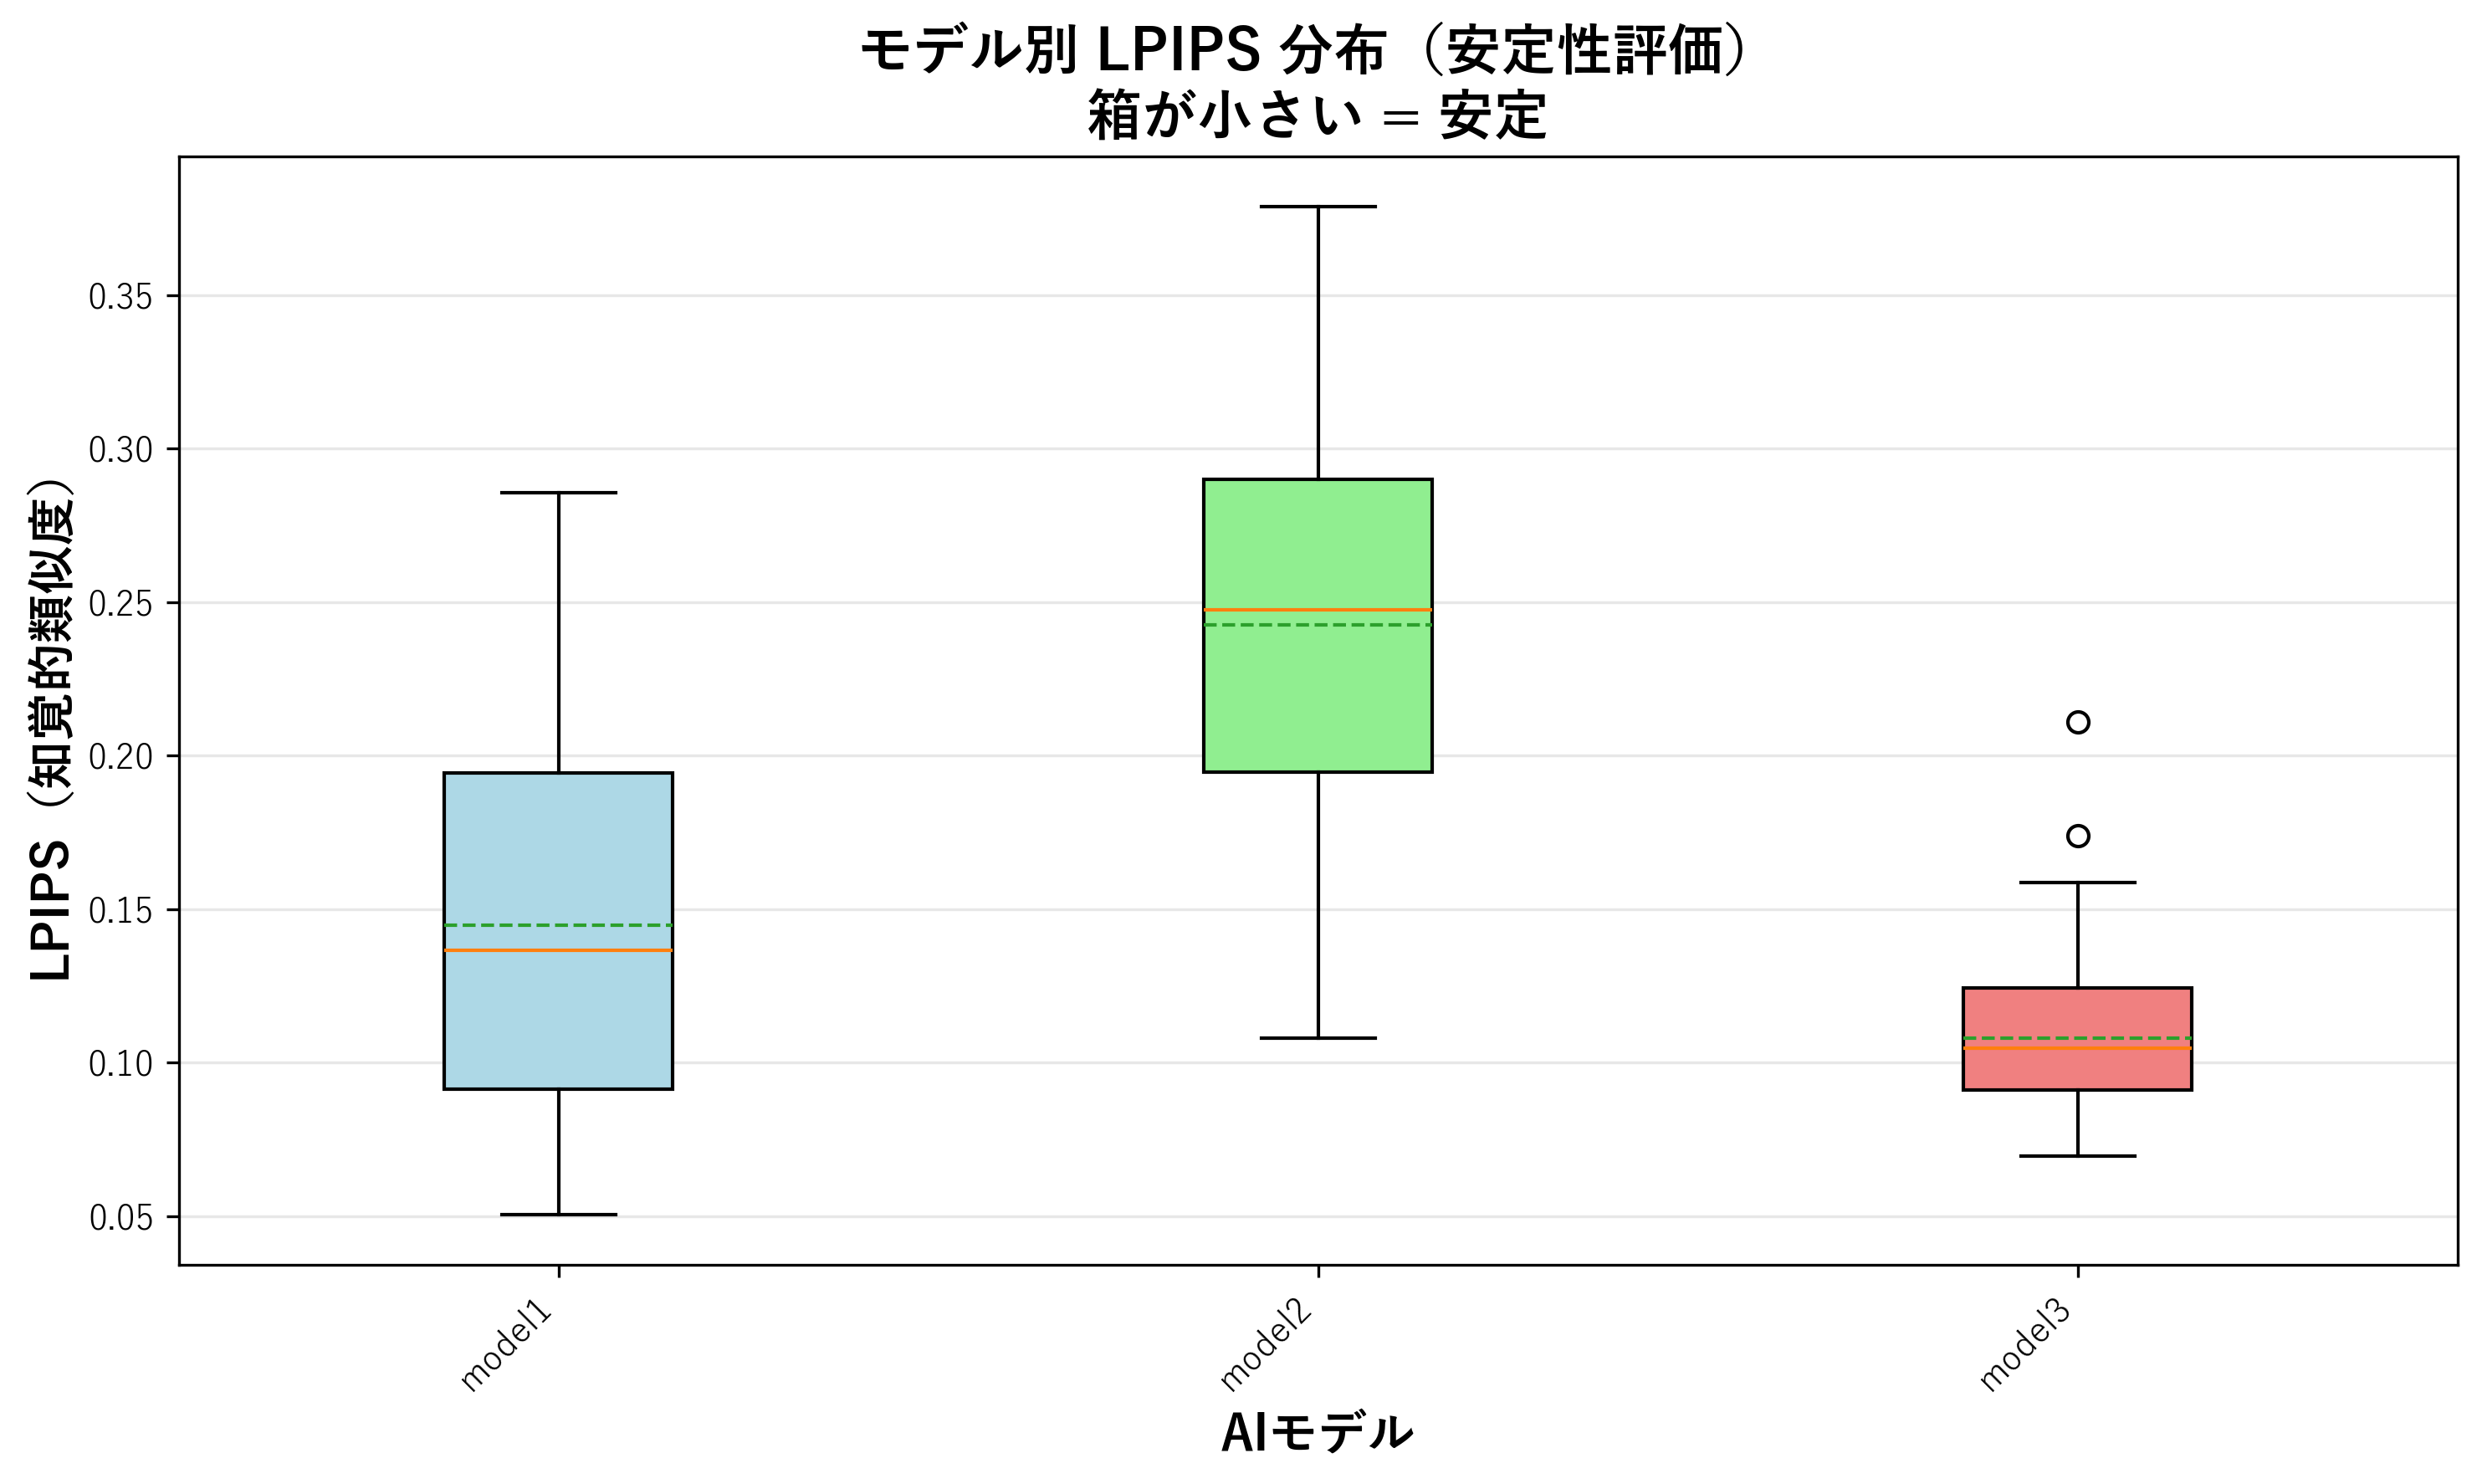 モデル別 LPIPS 分布（安定性評価）
箱が小さい = 安定
LPIPS（知覚的類似度）
0.35
0.30
0.25
0.20
0.15
0.10
0.05
model1
model2
model3
AIモデル